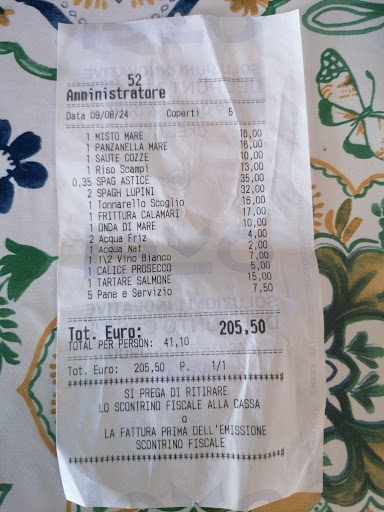 52
Amministratore
Data 09/08/24 Coperti 5
1 MISTO MARE 16,00
1 PANZANELLA MARE 16,00
1 SAUTE COZZE 10,00
1 Riso Scampi 13,00
0,35 SPAG ASTICE 35,00
2 SPAGH LUPINI 32,00
1 Tonnarello Scoglio 16,00
1 FRITTURA CALAMARI 17,00
1 ONDA DI MARE 10,00
2 Acqua Friz 4,00
1 Acqua Nat 2,00
1 1\2 Vino Bianco 7,00
1 CALICE PROSECCO 5,00
1 TARTARE SALMONE 15,00
5 Pane e Servizio 7,50
Tot. Euro: 205,50
TOTAL PER PERSON: 41,10
Tot. Euro: 205,50 P. 1/1
SI PREGA DI RITIRARE
LO SCONTRINO FISCALE ALLA CASSA
O
LA FATTURA PRIMA DELL'EMISSIONE
SCONTRINO FISCALE